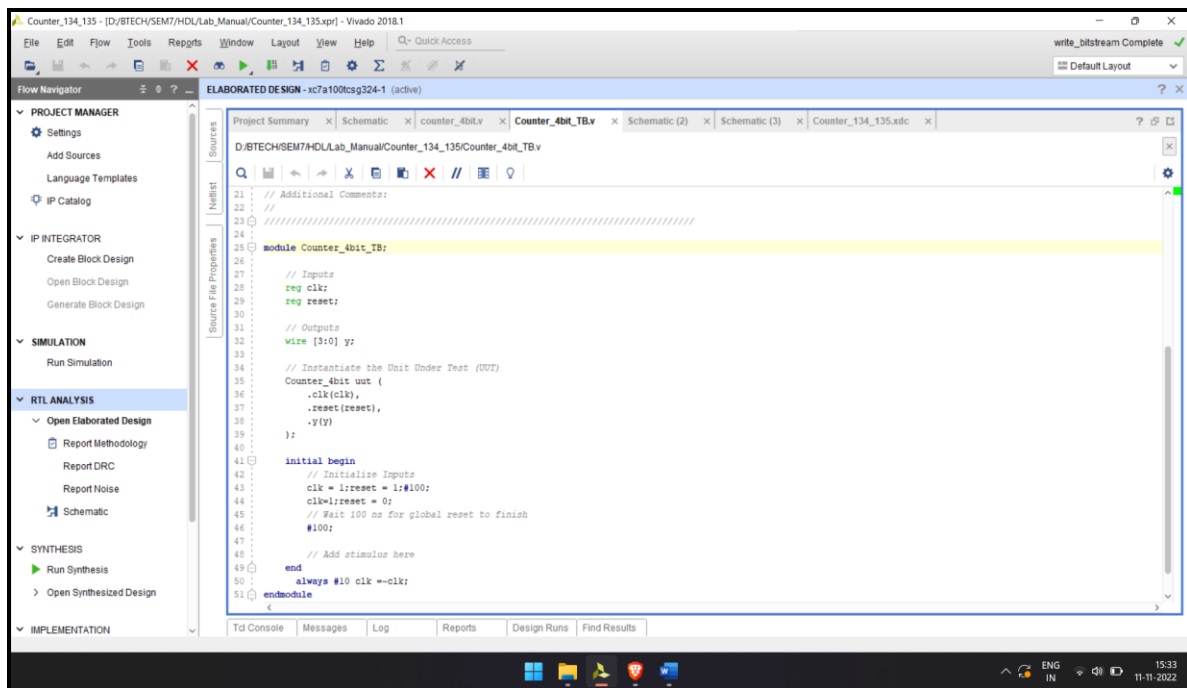 Counter_134_135 - [D:/BTECH/SEM7/HDL/Lab_Manual/Counter_134_135.xpr] - Vivado 2018.1
File Edit Flow Tools Reports Window Layout View Help Q- Quick Access
write_bitstream Complete
Default Layout
Flow Navigator
ELABORATED DESIGN - xc7a100tcsg324-1 (active)
PROJECT MANAGER
Settings
Add Sources
Language Templates
IP Catalog
IP INTEGRATOR
Create Block Design
Open Block Design
Generate Block Design
SIMULATION
Run Simulation
RTL ANALYSIS
Open Elaborated Design
Report Methodology
Report DRC
Report Noise
Schematic
SYNTHESIS
Run Synthesis
Open Synthesized Design
IMPLEMENTATION
Sources
Netlist
Source File Properties
Project Summary Schematic counter_4bit.v Counter_4bit_TB.v Schematic (2) Schematic (3) Counter_134_135.xdc
D:/BTECH/SEM7/HDL/Lab_Manual/Counter_134_135/Counter_4bit_TB.v
21 // Additional Comments:
22 //
23 //////////////////////////////////////////////////////////////////////////////////
24
25 module Counter_4bit_TB;
26
27 // Inputs
28 reg clk;
29 reg reset;
30
31 // Outputs
32 wire [3:0] y;
33
34 // Instantiate the Unit Under Test (UUT)
35 Counter_4bit uut (
36 .clk(clk),
37 .reset(reset),
38 .y(y)
39 );
40
41 initial begin
42 // Initialize Inputs
43 clk = 1;reset = 1;#100;
44 clk=1;reset = 0;
45 // Wait 100 ns for global reset to finish
46 #100;
47
48 // Add stimulus here
49 end
50 always #10 clk =~clk;
51 endmodule
Tcl Console Messages Log Reports Design Runs Find Results
ENG
IN
15:33
11-11-2022